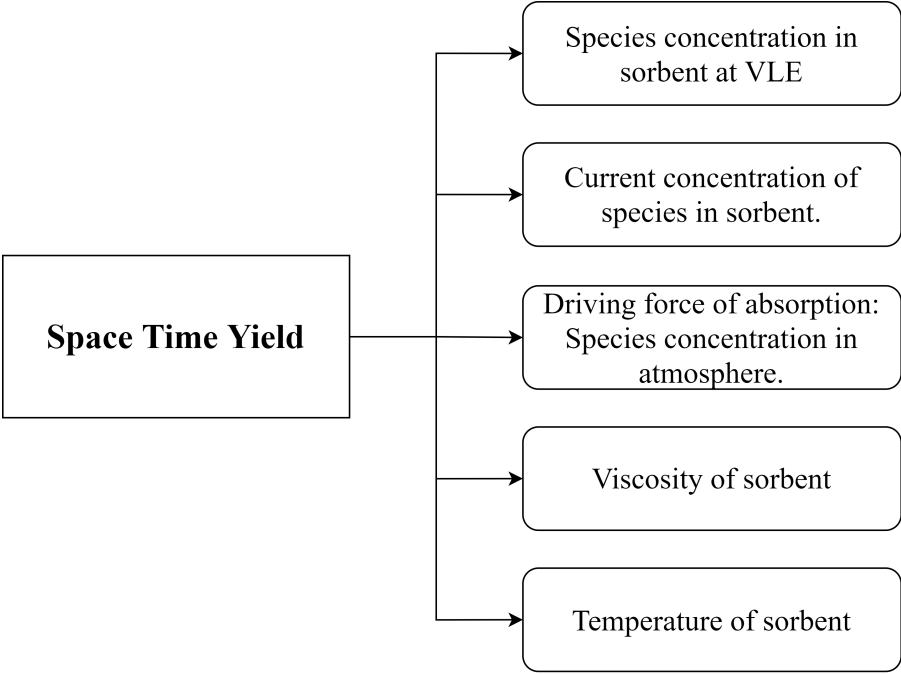 Species concentration in
sorbent at VLE
Current concentration of
species in sorbent.
Driving force of absorption:
Species concentration in
atmosphere.
Space Time Yield
Viscosity of sorbent
Temperature of sorbent